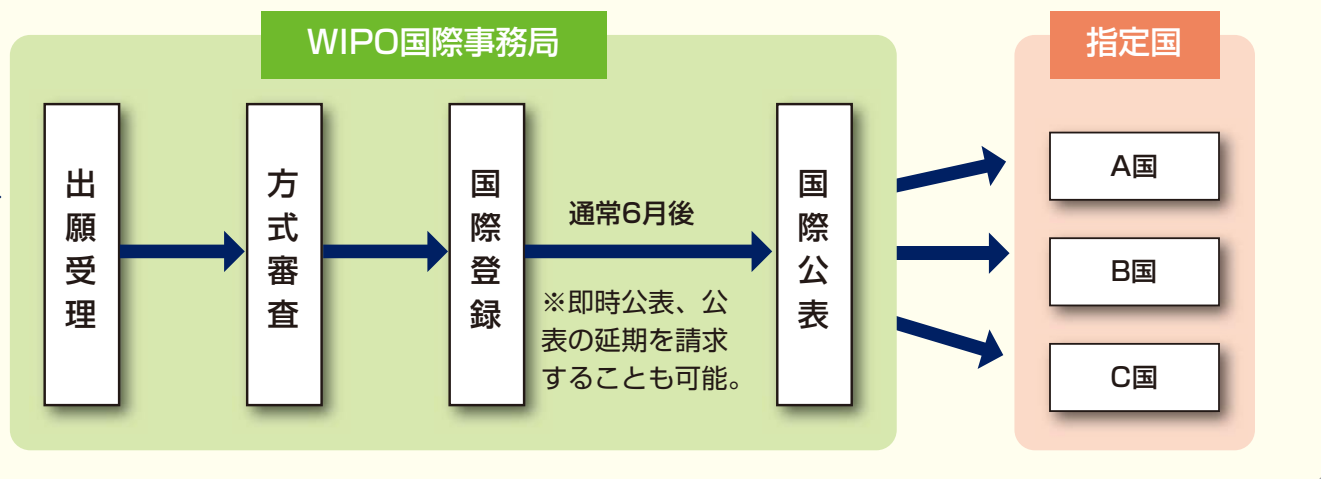 WIPO国際事務局
指定国
出願受理
方式審査
国際登録
通常6月後
※即時公表、公
表の延期を請求
することも可能。
国際公表
A国
B国
C国